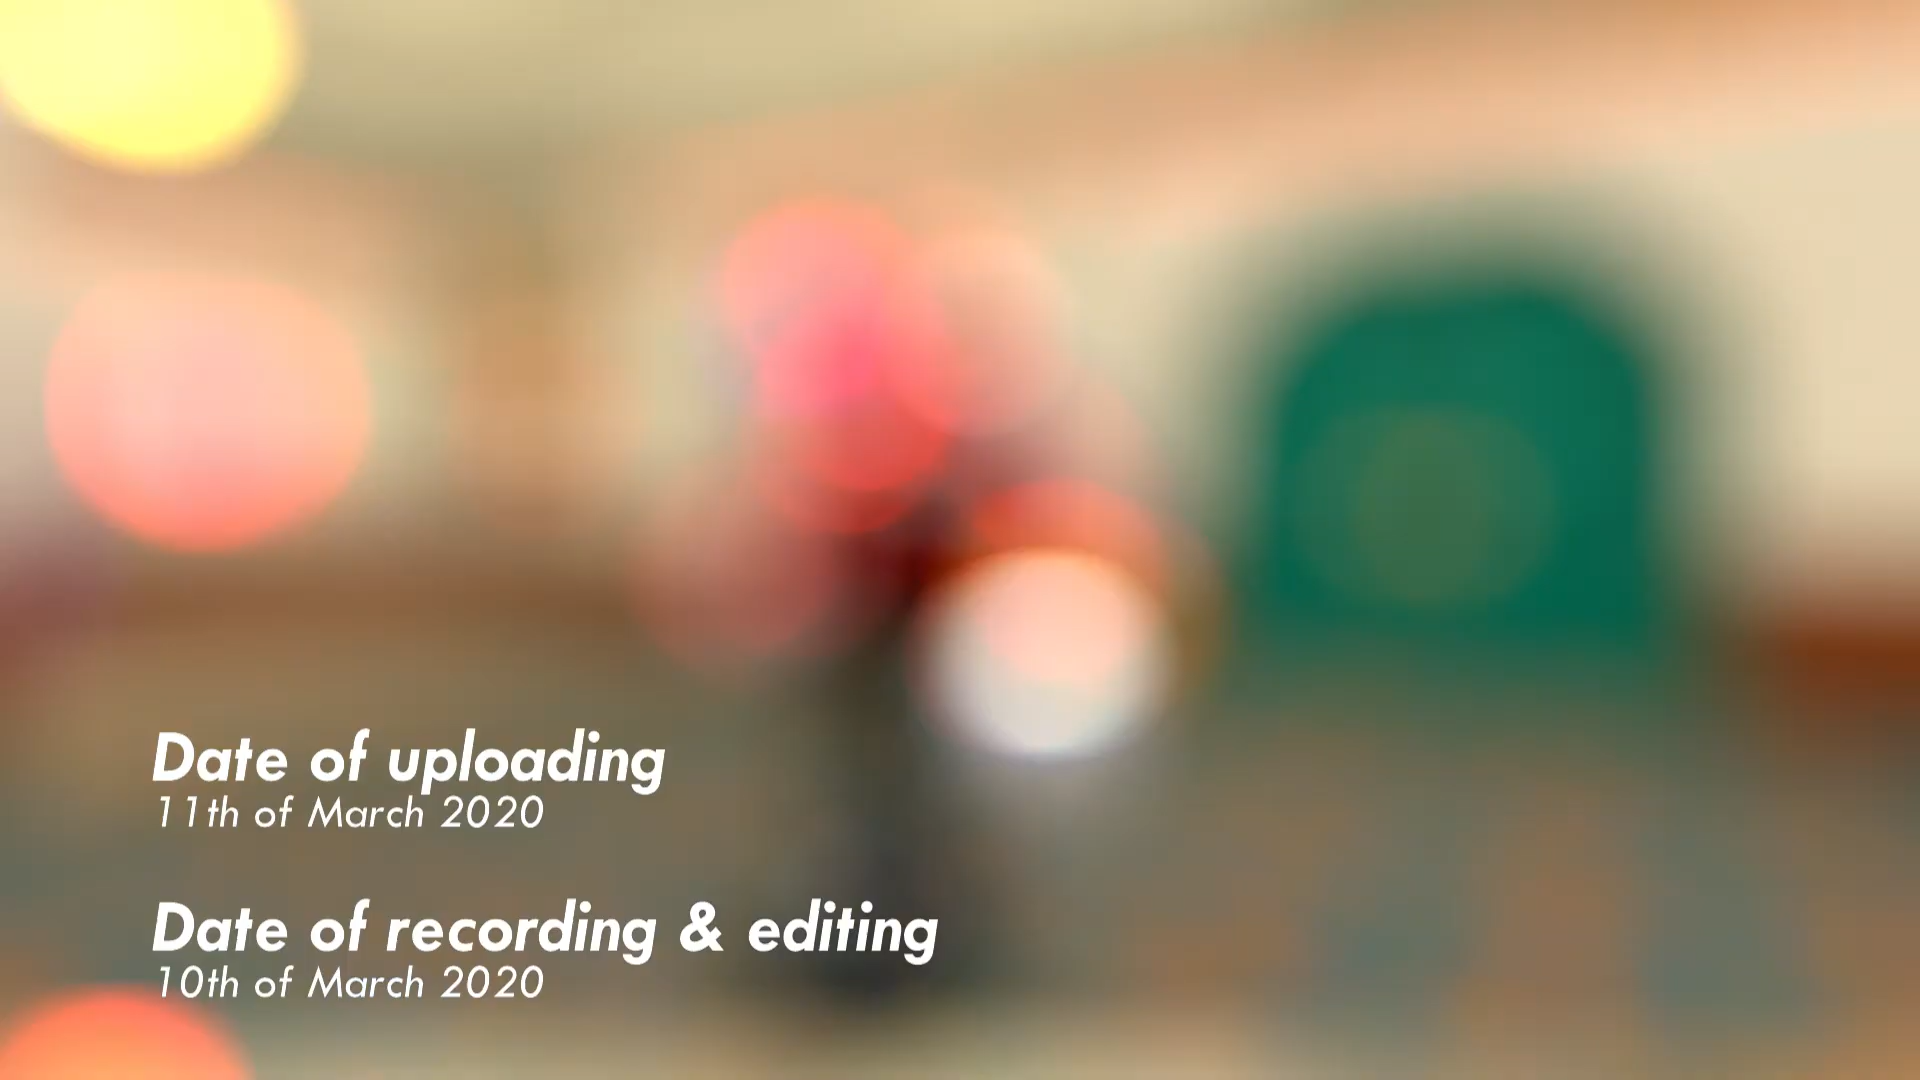 Date of uploading
11th of March 2020
Date of recording & editing
10th of March 2020